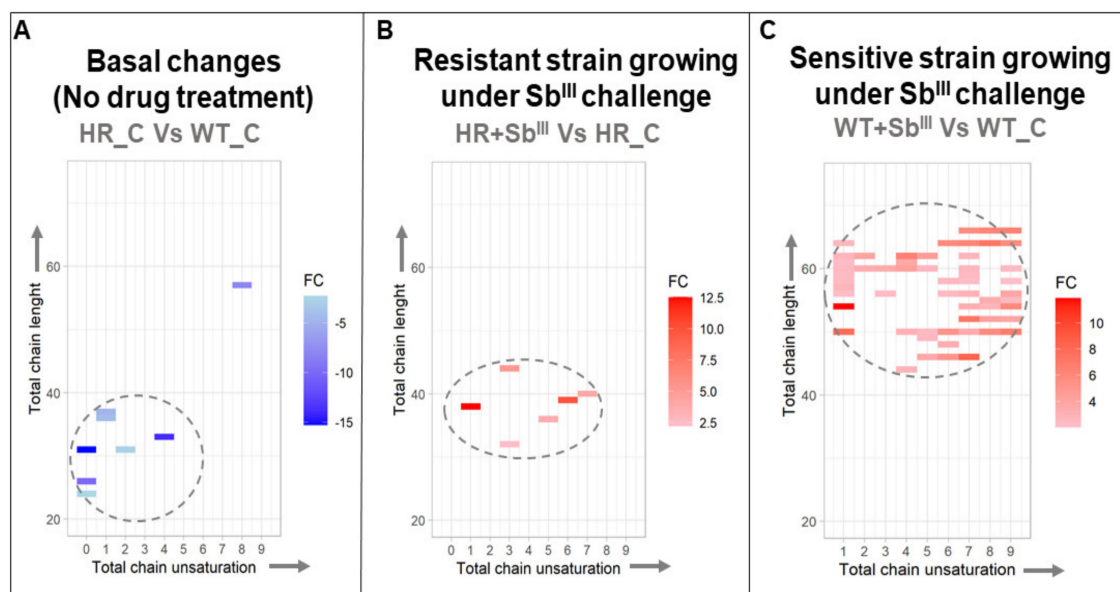 A
Basal changes
(No drug treatment)
HR_C Vs WT_C
Total chain lenght
60
40
20
FC
-5
-10
-15
0 1 2 3 4 5 6 7 8 9
Total chain unsaturation
B
Resistant strain growing
under Sbᴵᴵᴵ challenge
HR+Sbᴵᴵᴵ Vs HR_C
Total chain lenght
60
40
20
FC
12.5
10.0
7.5
5.0
2.5
0 1 2 3 4 5 6 7 8 9
Total chain unsaturation
C
Sensitive strain growing
under Sbᴵᴵᴵ challenge
WT+Sbᴵᴵᴵ Vs WT_C
Total chain lenght
60
40
20
FC
10
8
6
4
1 2 3 4 5 6 7 8 9
Total chain unsaturation